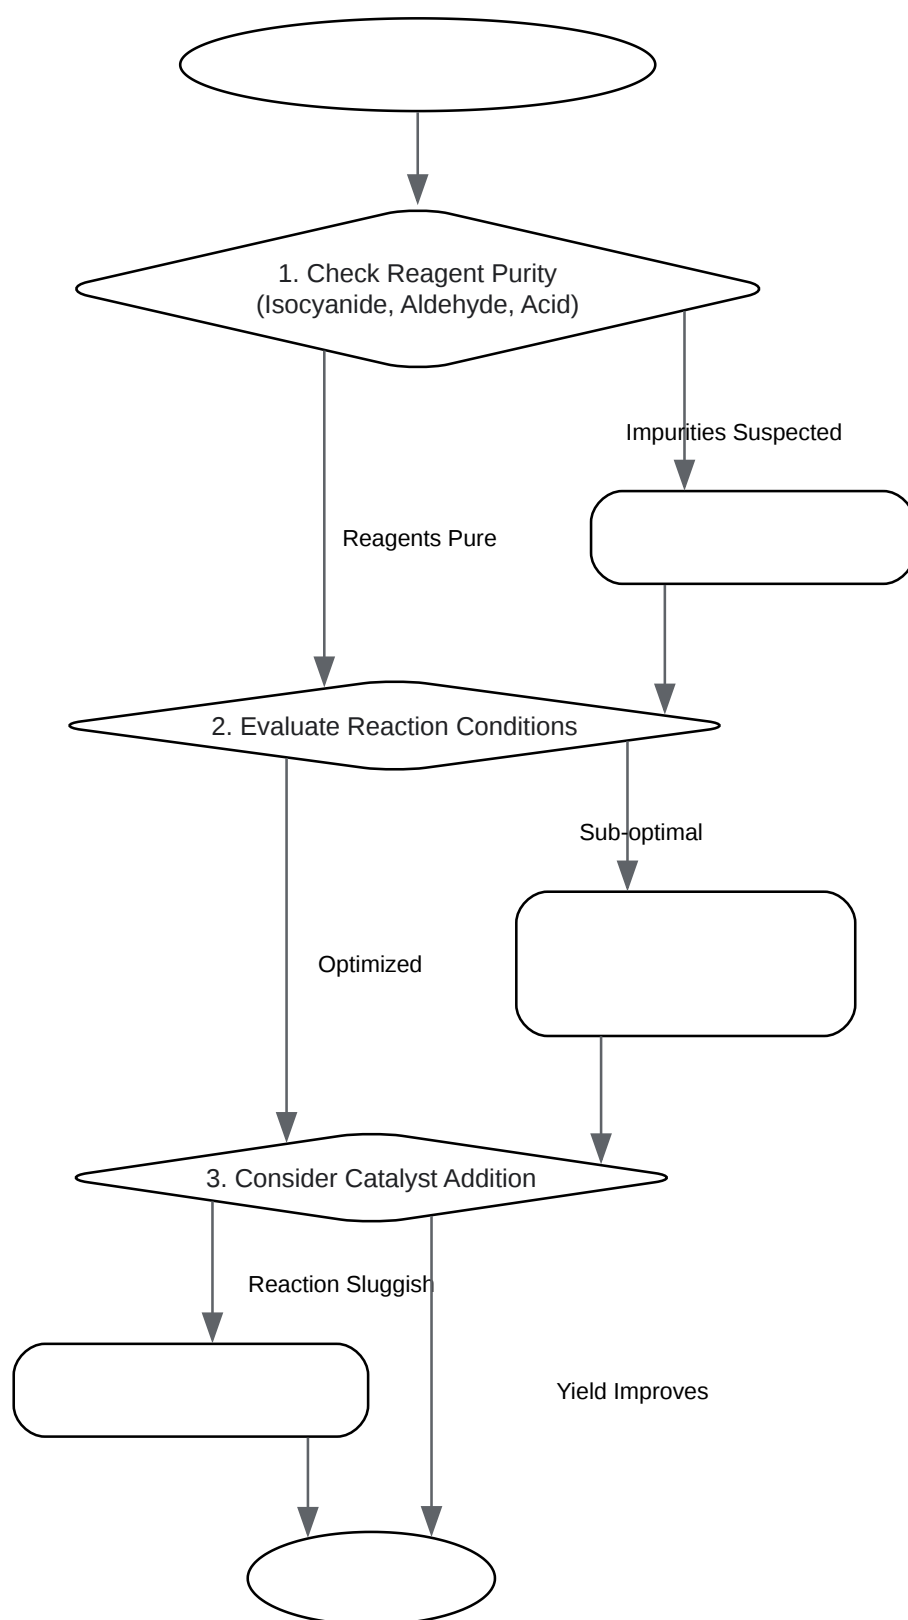 1. Check Reagent Purity
(Isocyanide, Aldehyde, Acid)
Impurities Suspected
Reagents Pure
2. Evaluate Reaction Conditions
Sub-optimal
Optimized
3. Consider Catalyst Addition
Reaction Sluggish
Yield Improves